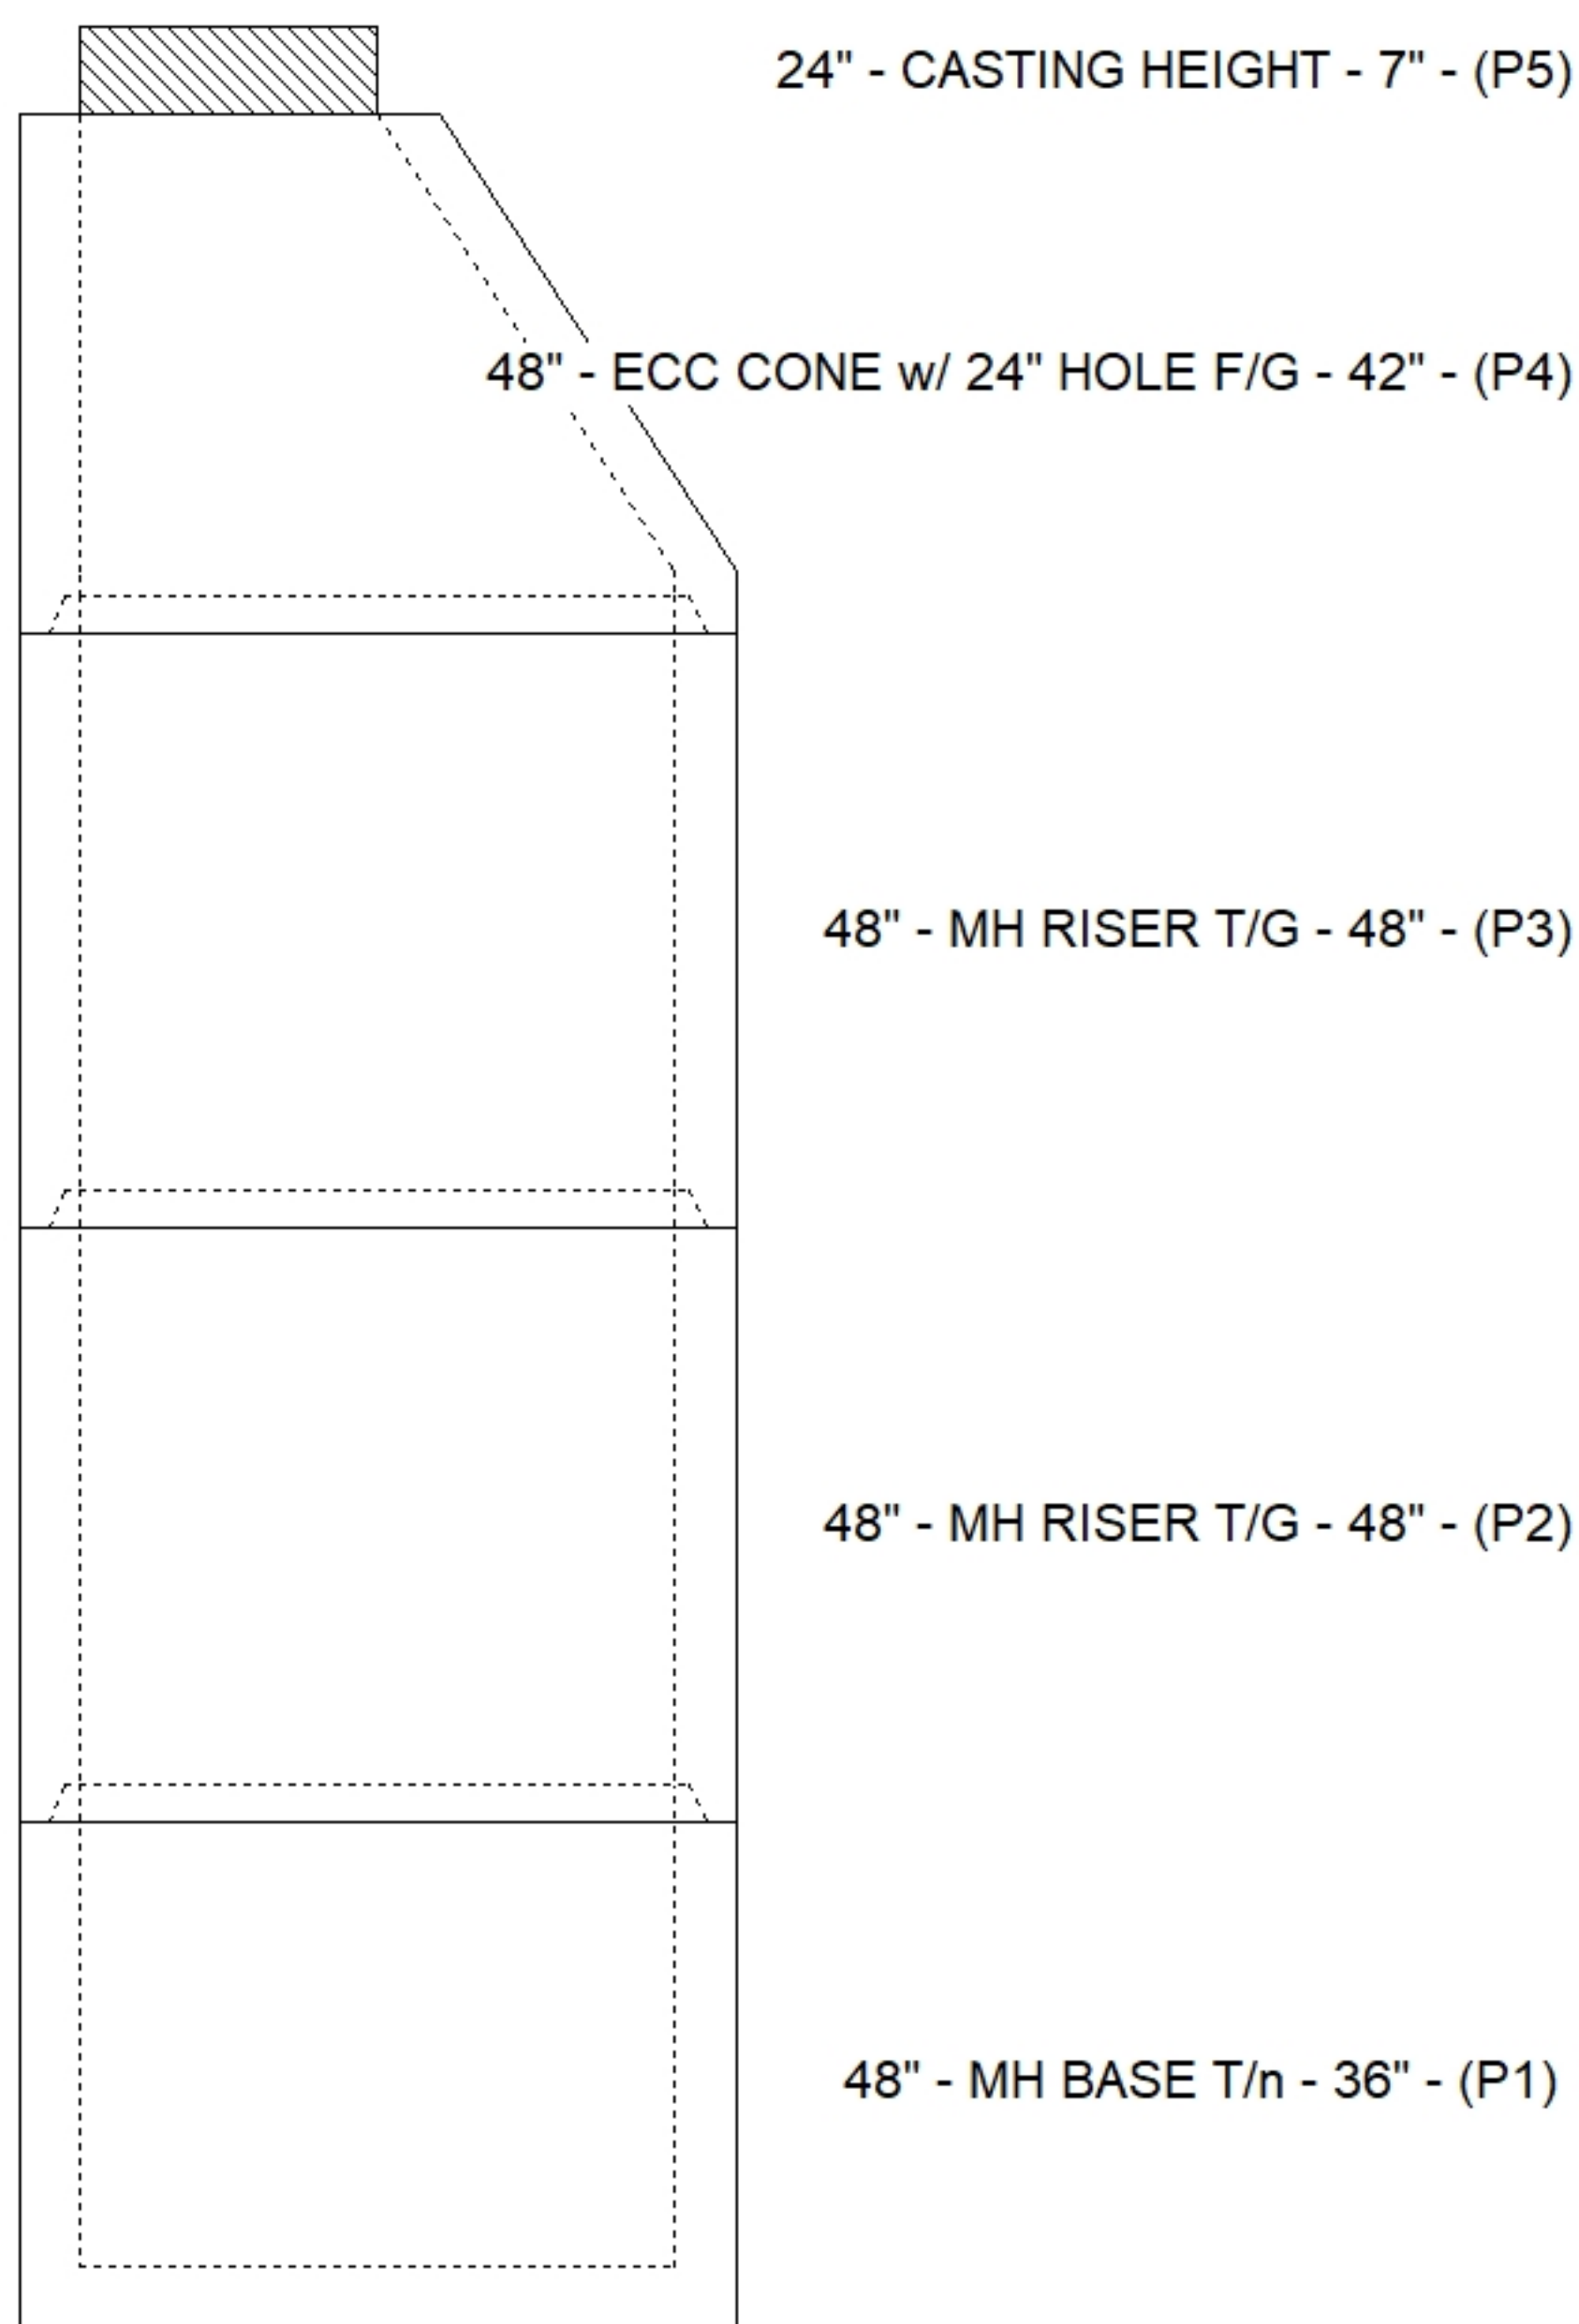 24" - CASTING HEIGHT - 7" - (P5)
48" - ECC CONE w/ 24" HOLE F/G - 42" - (P4)
48" - MH RISER T/G - 48" - (P3)
48" - MH RISER T/G - 48" - (P2)
48" - MH BASE T/n - 36" - (P1)